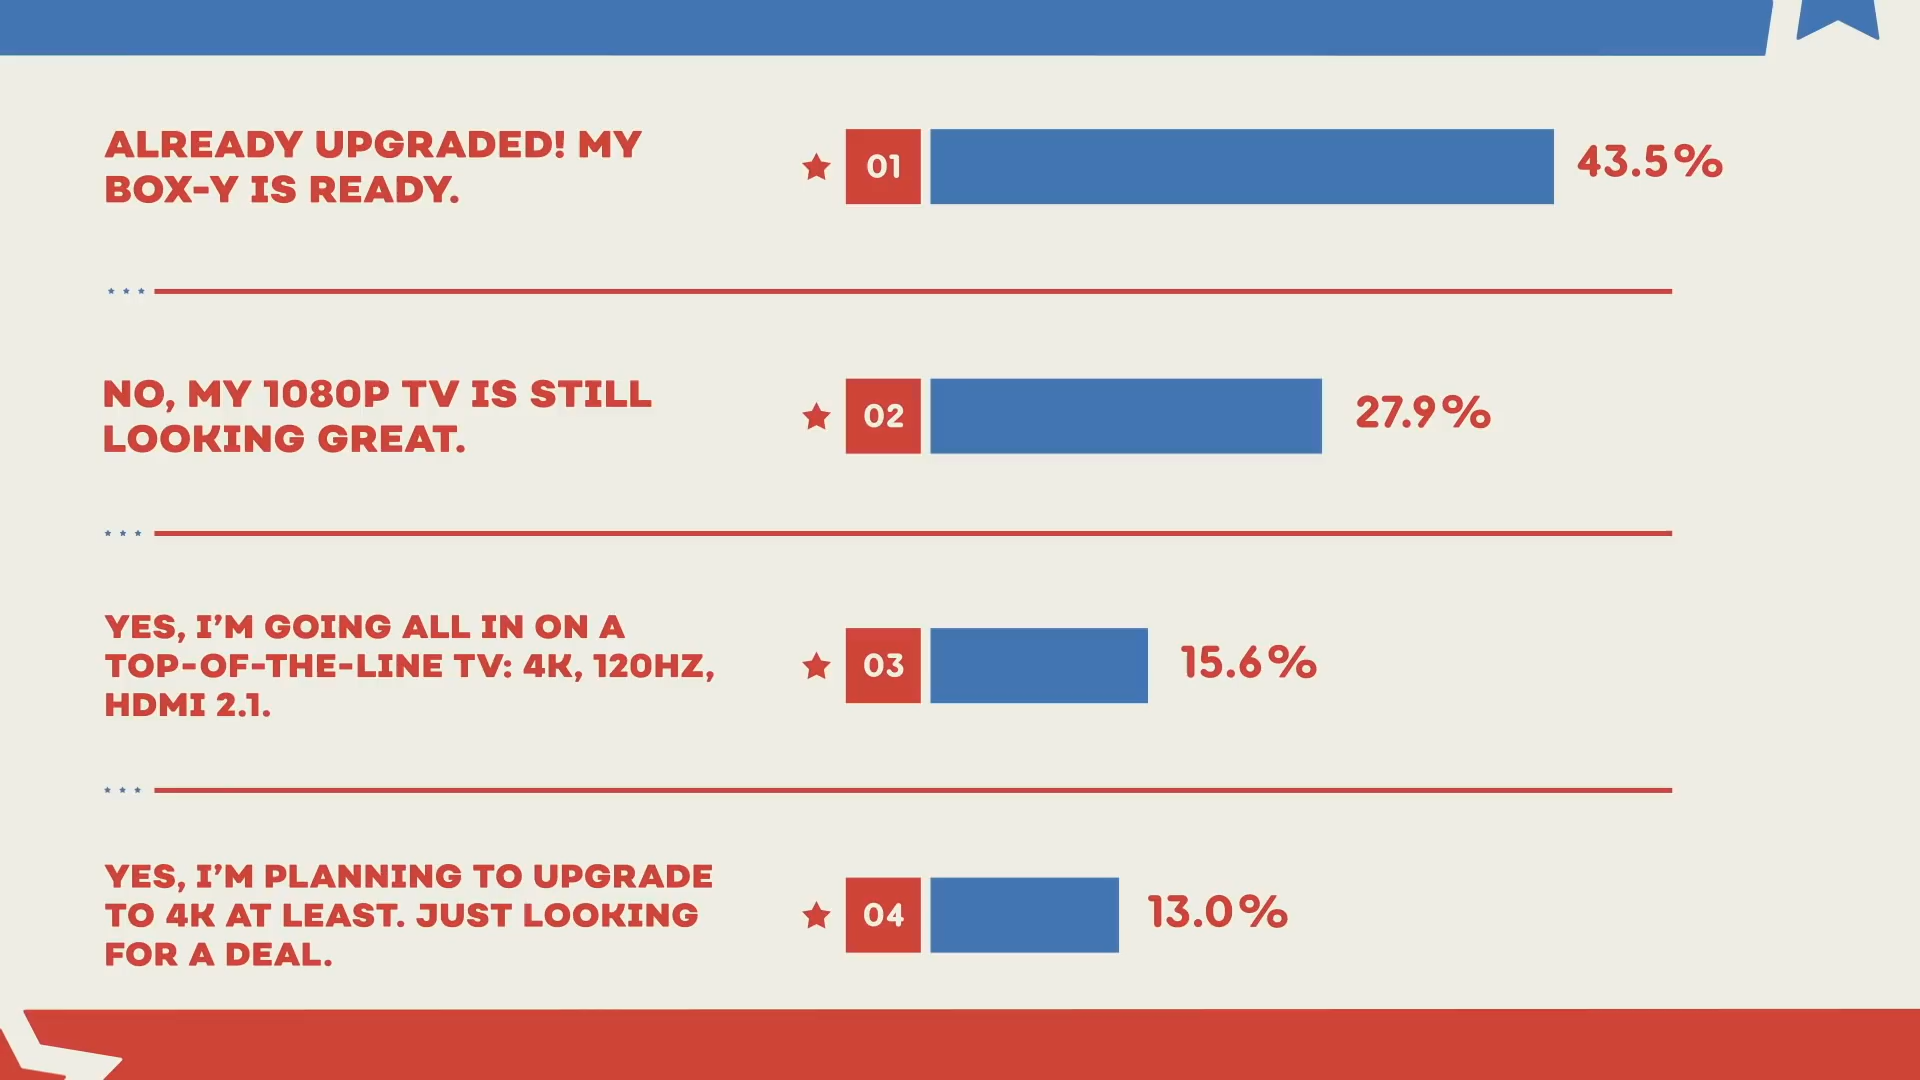 ALREADY UPGRADED! MY
BOX-Y IS READY.
01
43.5%
NO, MY 1080P TV IS STILL
LOOKING GREAT.
02
27.9%
YES, I’M GOING ALL IN ON A
TOP-OF-THE-LINE TV: 4K, 120HZ,
HDMI 2.1.
03
15.6%
YES, I’M PLANNING TO UPGRADE
TO 4K AT LEAST. JUST LOOKING
FOR A DEAL.
04
13.0%